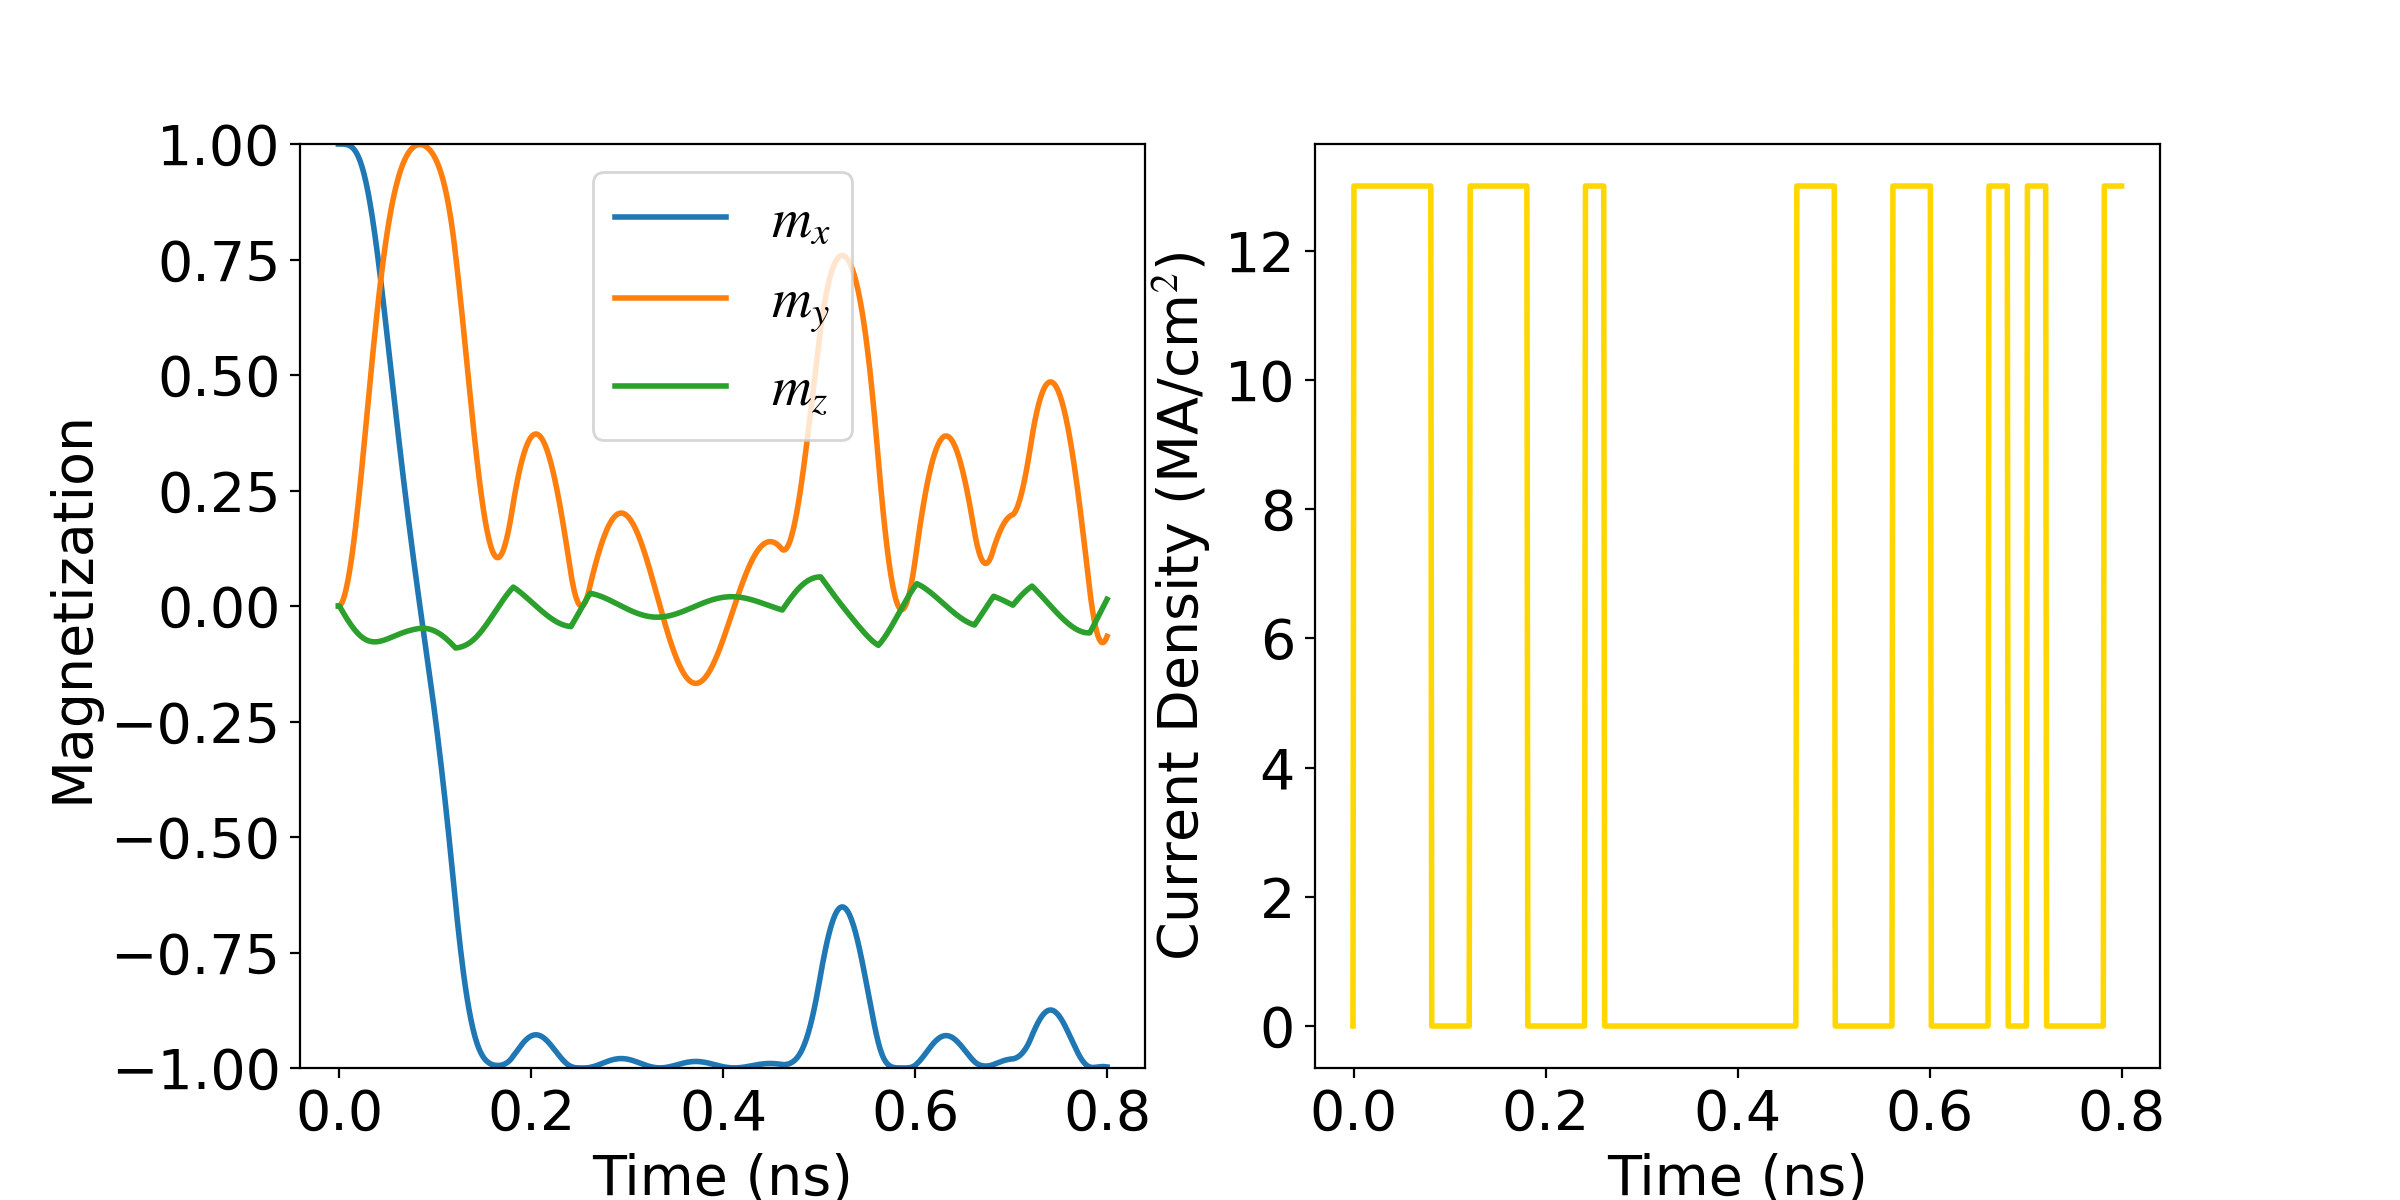 1.00
0.75
0.50
0.25
0.00
−0.25
−0.50
−0.75
−1.00
Magnetization
0.0 0.2 0.4 0.6 0.8
Time (ns)
m_x
m_y
m_z
12
10
8
6
4
2
0
Current Density (MA/cm²)
0.0 0.2 0.4 0.6 0.8
Time (ns)